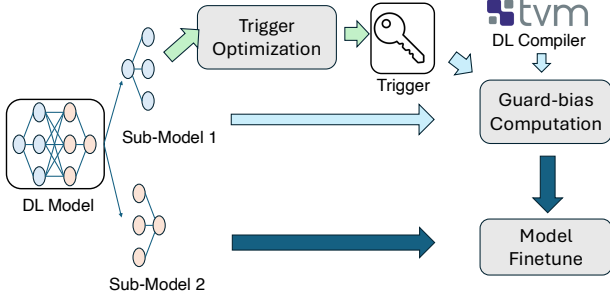 tvm
DL Compiler
Trigger
Optimization
Trigger
Sub-Model 1
Guard-bias
Computation
DL Model
Sub-Model 2
Model
Finetune